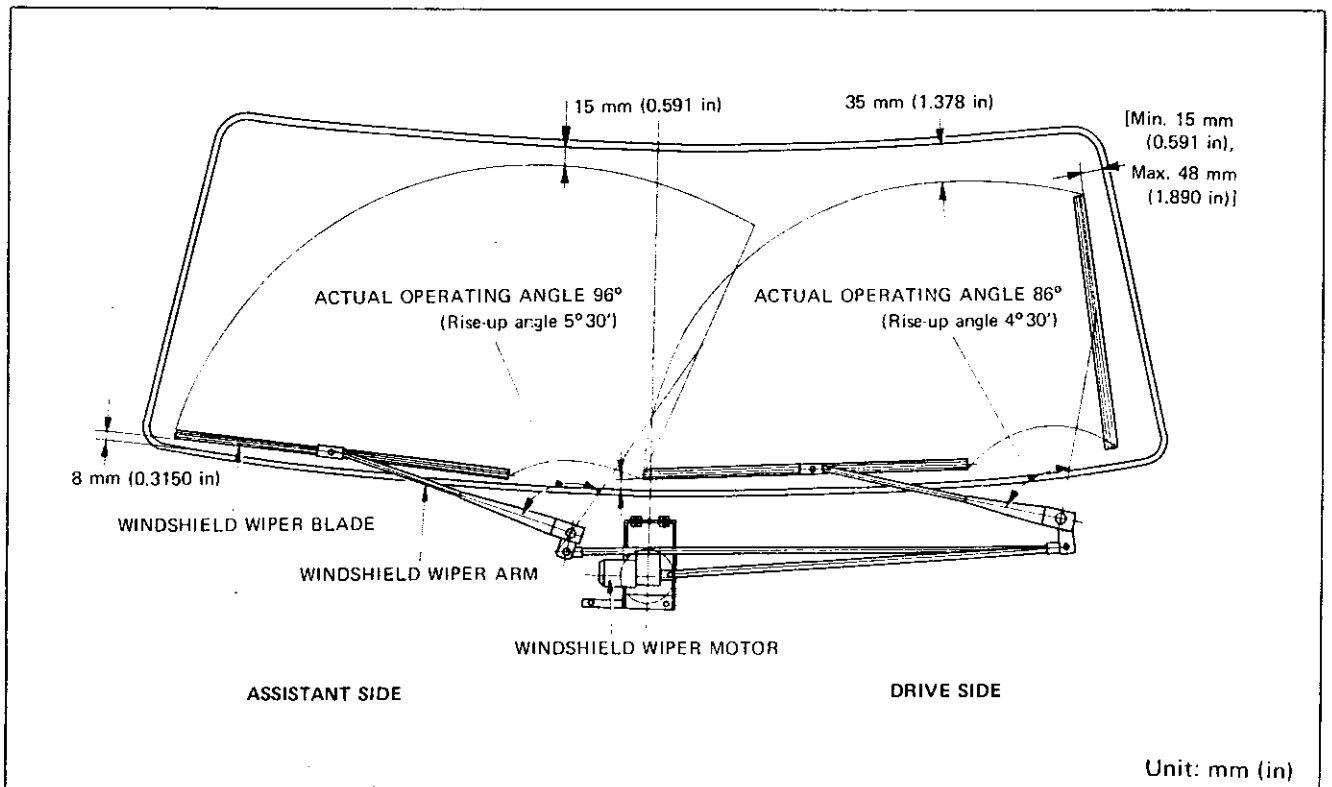 15 mm (0.591 in)
35 mm (1.378 in)
[Min. 15 mm
(0.591 in),
Max. 48 mm
(1.890 in)]
ACTUAL OPERATING ANGLE 96°
(Rise-up angle 5°30′)
ACTUAL OPERATING ANGLE 86°
(Rise-up angle 4°30′)
8 mm (0.3150 in)
WINDSHIELD WIPER BLADE
WINDSHIELD WIPER ARM
WINDSHIELD WIPER MOTOR
ASSISTANT SIDE
DRIVE SIDE
Unit: mm (in)